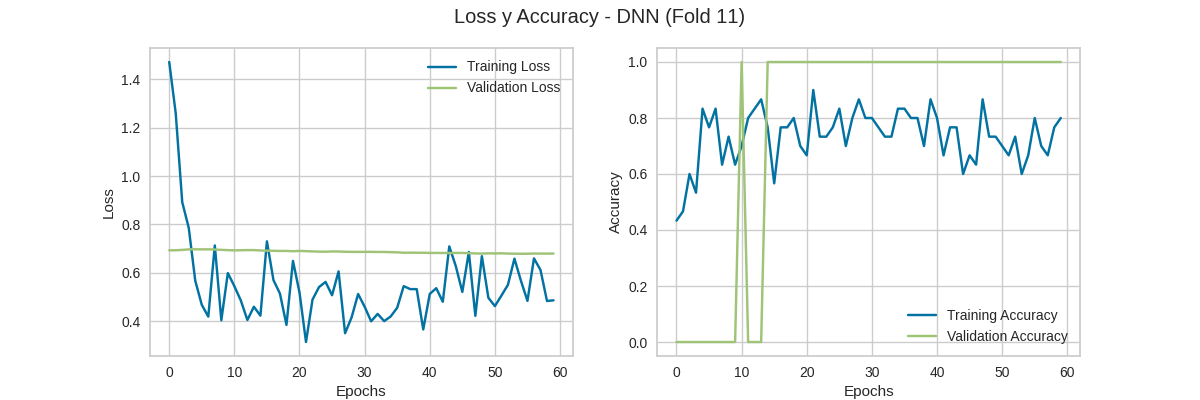 Loss y Accuracy - DNN (Fold 11)
Training Loss
Validation Loss
1.4
1.2
1.0
0.8
0.6
0.4
Loss
0 10 20 30 40 50 60
Epochs
1.0
0.8
0.6
0.4
0.2
0.0
Accuracy
Training Accuracy
Validation Accuracy
0 10 20 30 40 50 60
Epochs